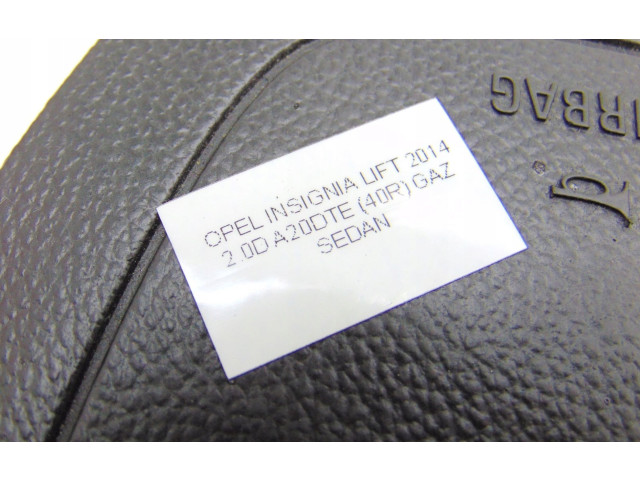 OPEL INSIGNIA LIFT 2014
2.0D A20DTE (40R) GAZ
SEDAN
IRBAG